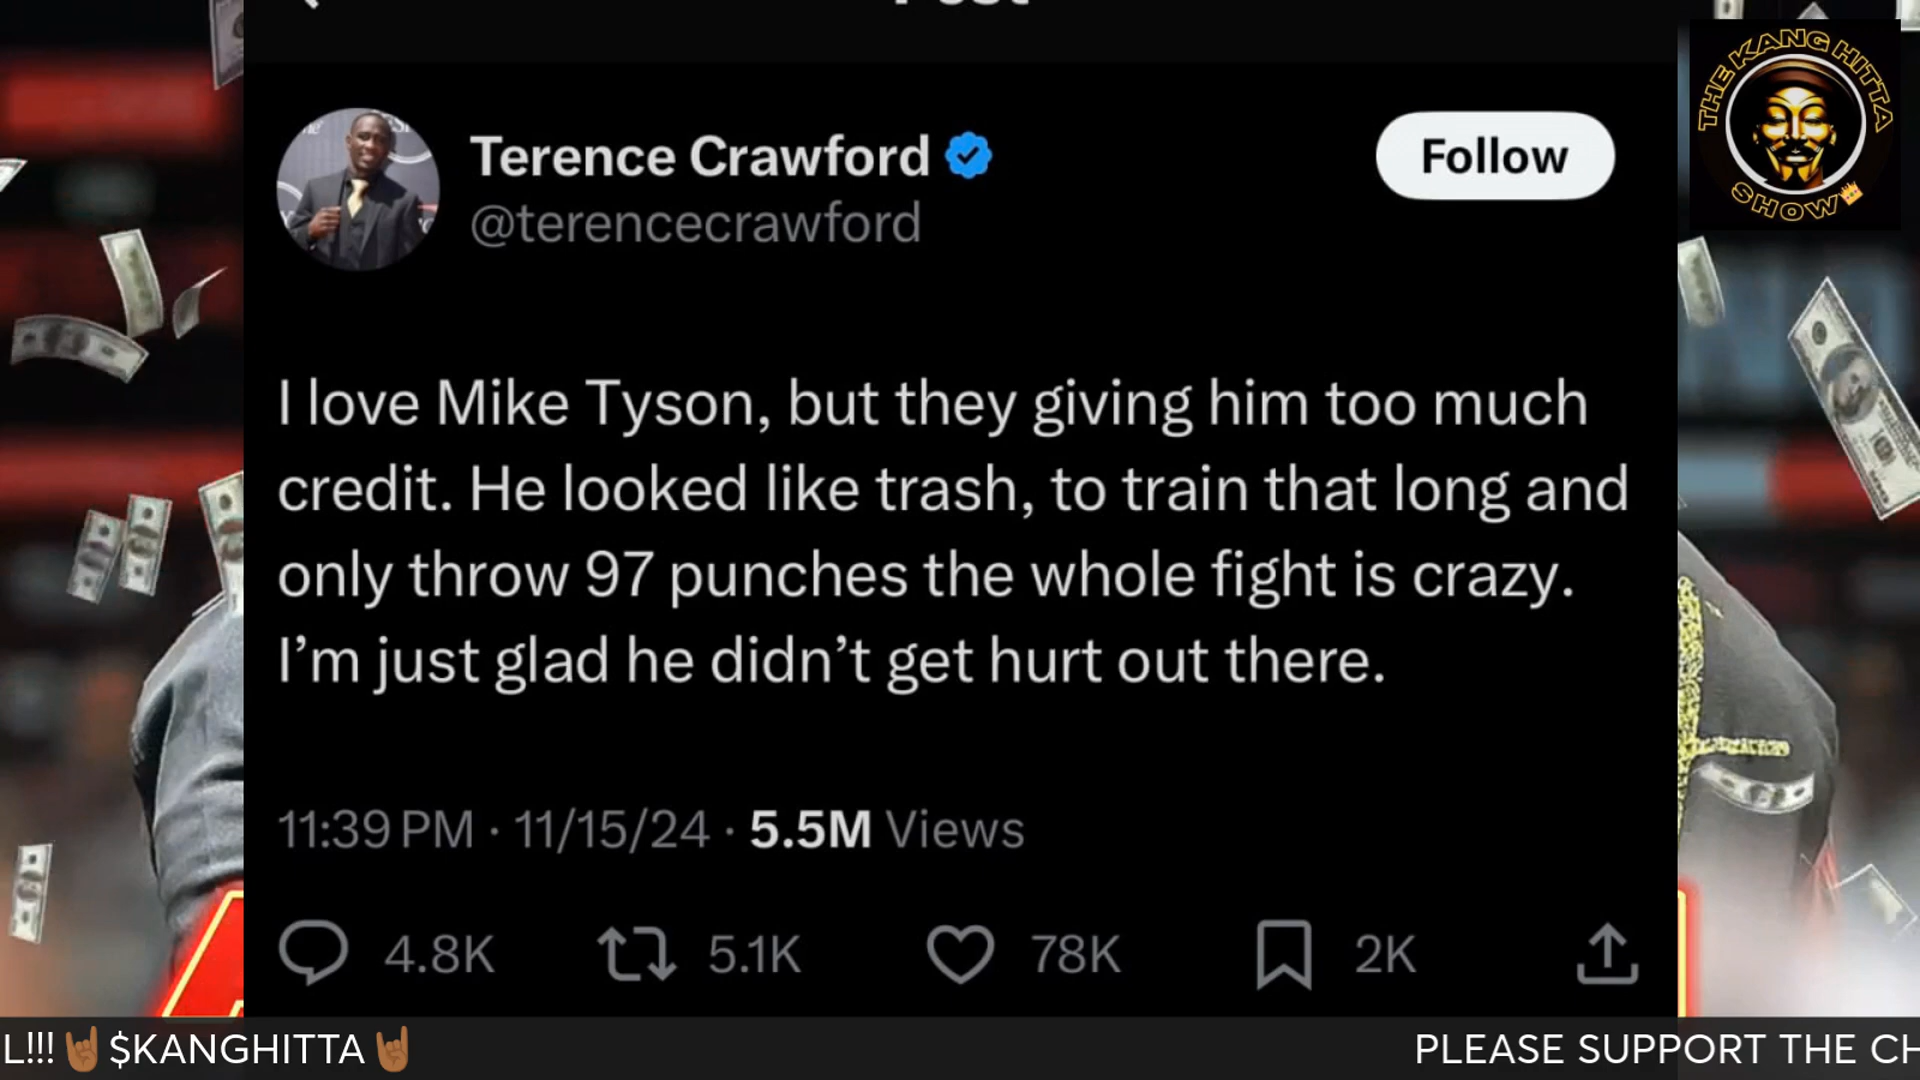 THE KANG HITTA
SHOW
Terence Crawford
Follow
@terencecrawford
I love Mike Tyson, but they giving him too much
credit. He looked like trash, to train that long and
only throw 97 punches the whole fight is crazy.
I’m just glad he didn’t get hurt out there.
11:39 PM · 11/15/24 · 5.5M Views
4.8K 5.1K 78K 2K
L!!!🤘🏾$KANGHITTA🤘🏾 PLEASE SUPPORT THE CH